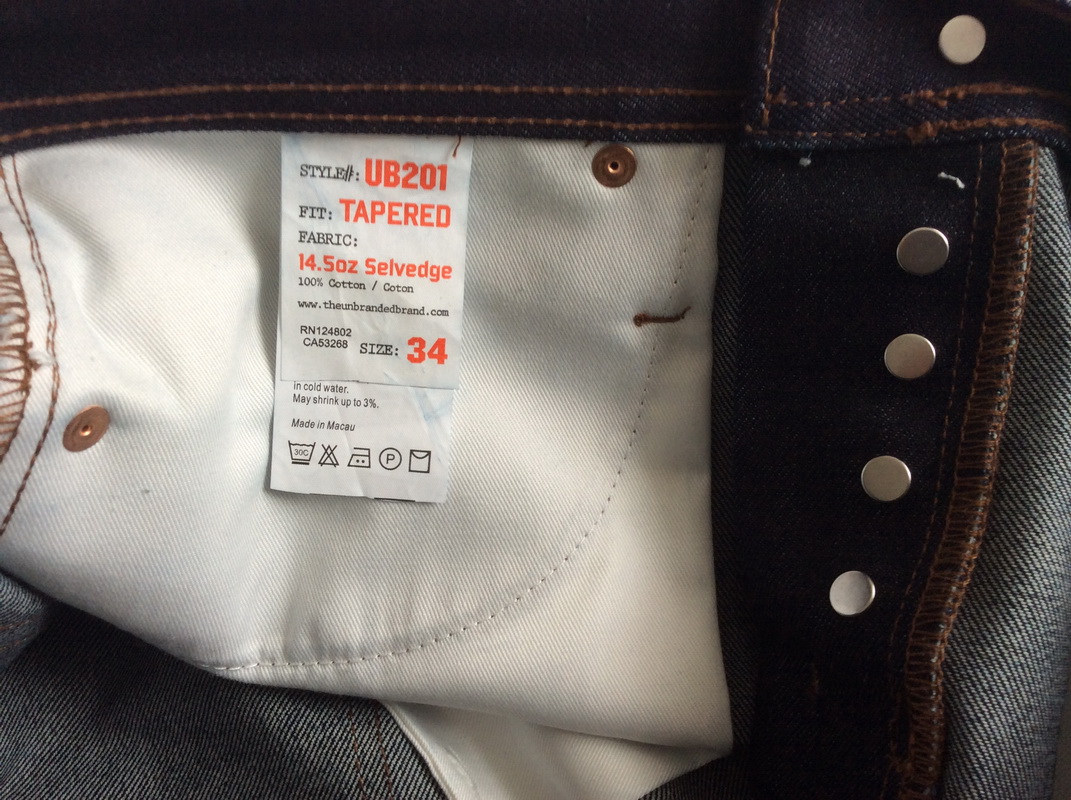 STYLE#: UB201
FIT: TAPERED
FABRIC:
14.5oz Selvedge
100% Cotton / Coton
www.theunbrandedbrand.com
RN124802
CA53268 SIZE: 34
in cold water.
May shrink up to 3%.
Made in Macau
30C P